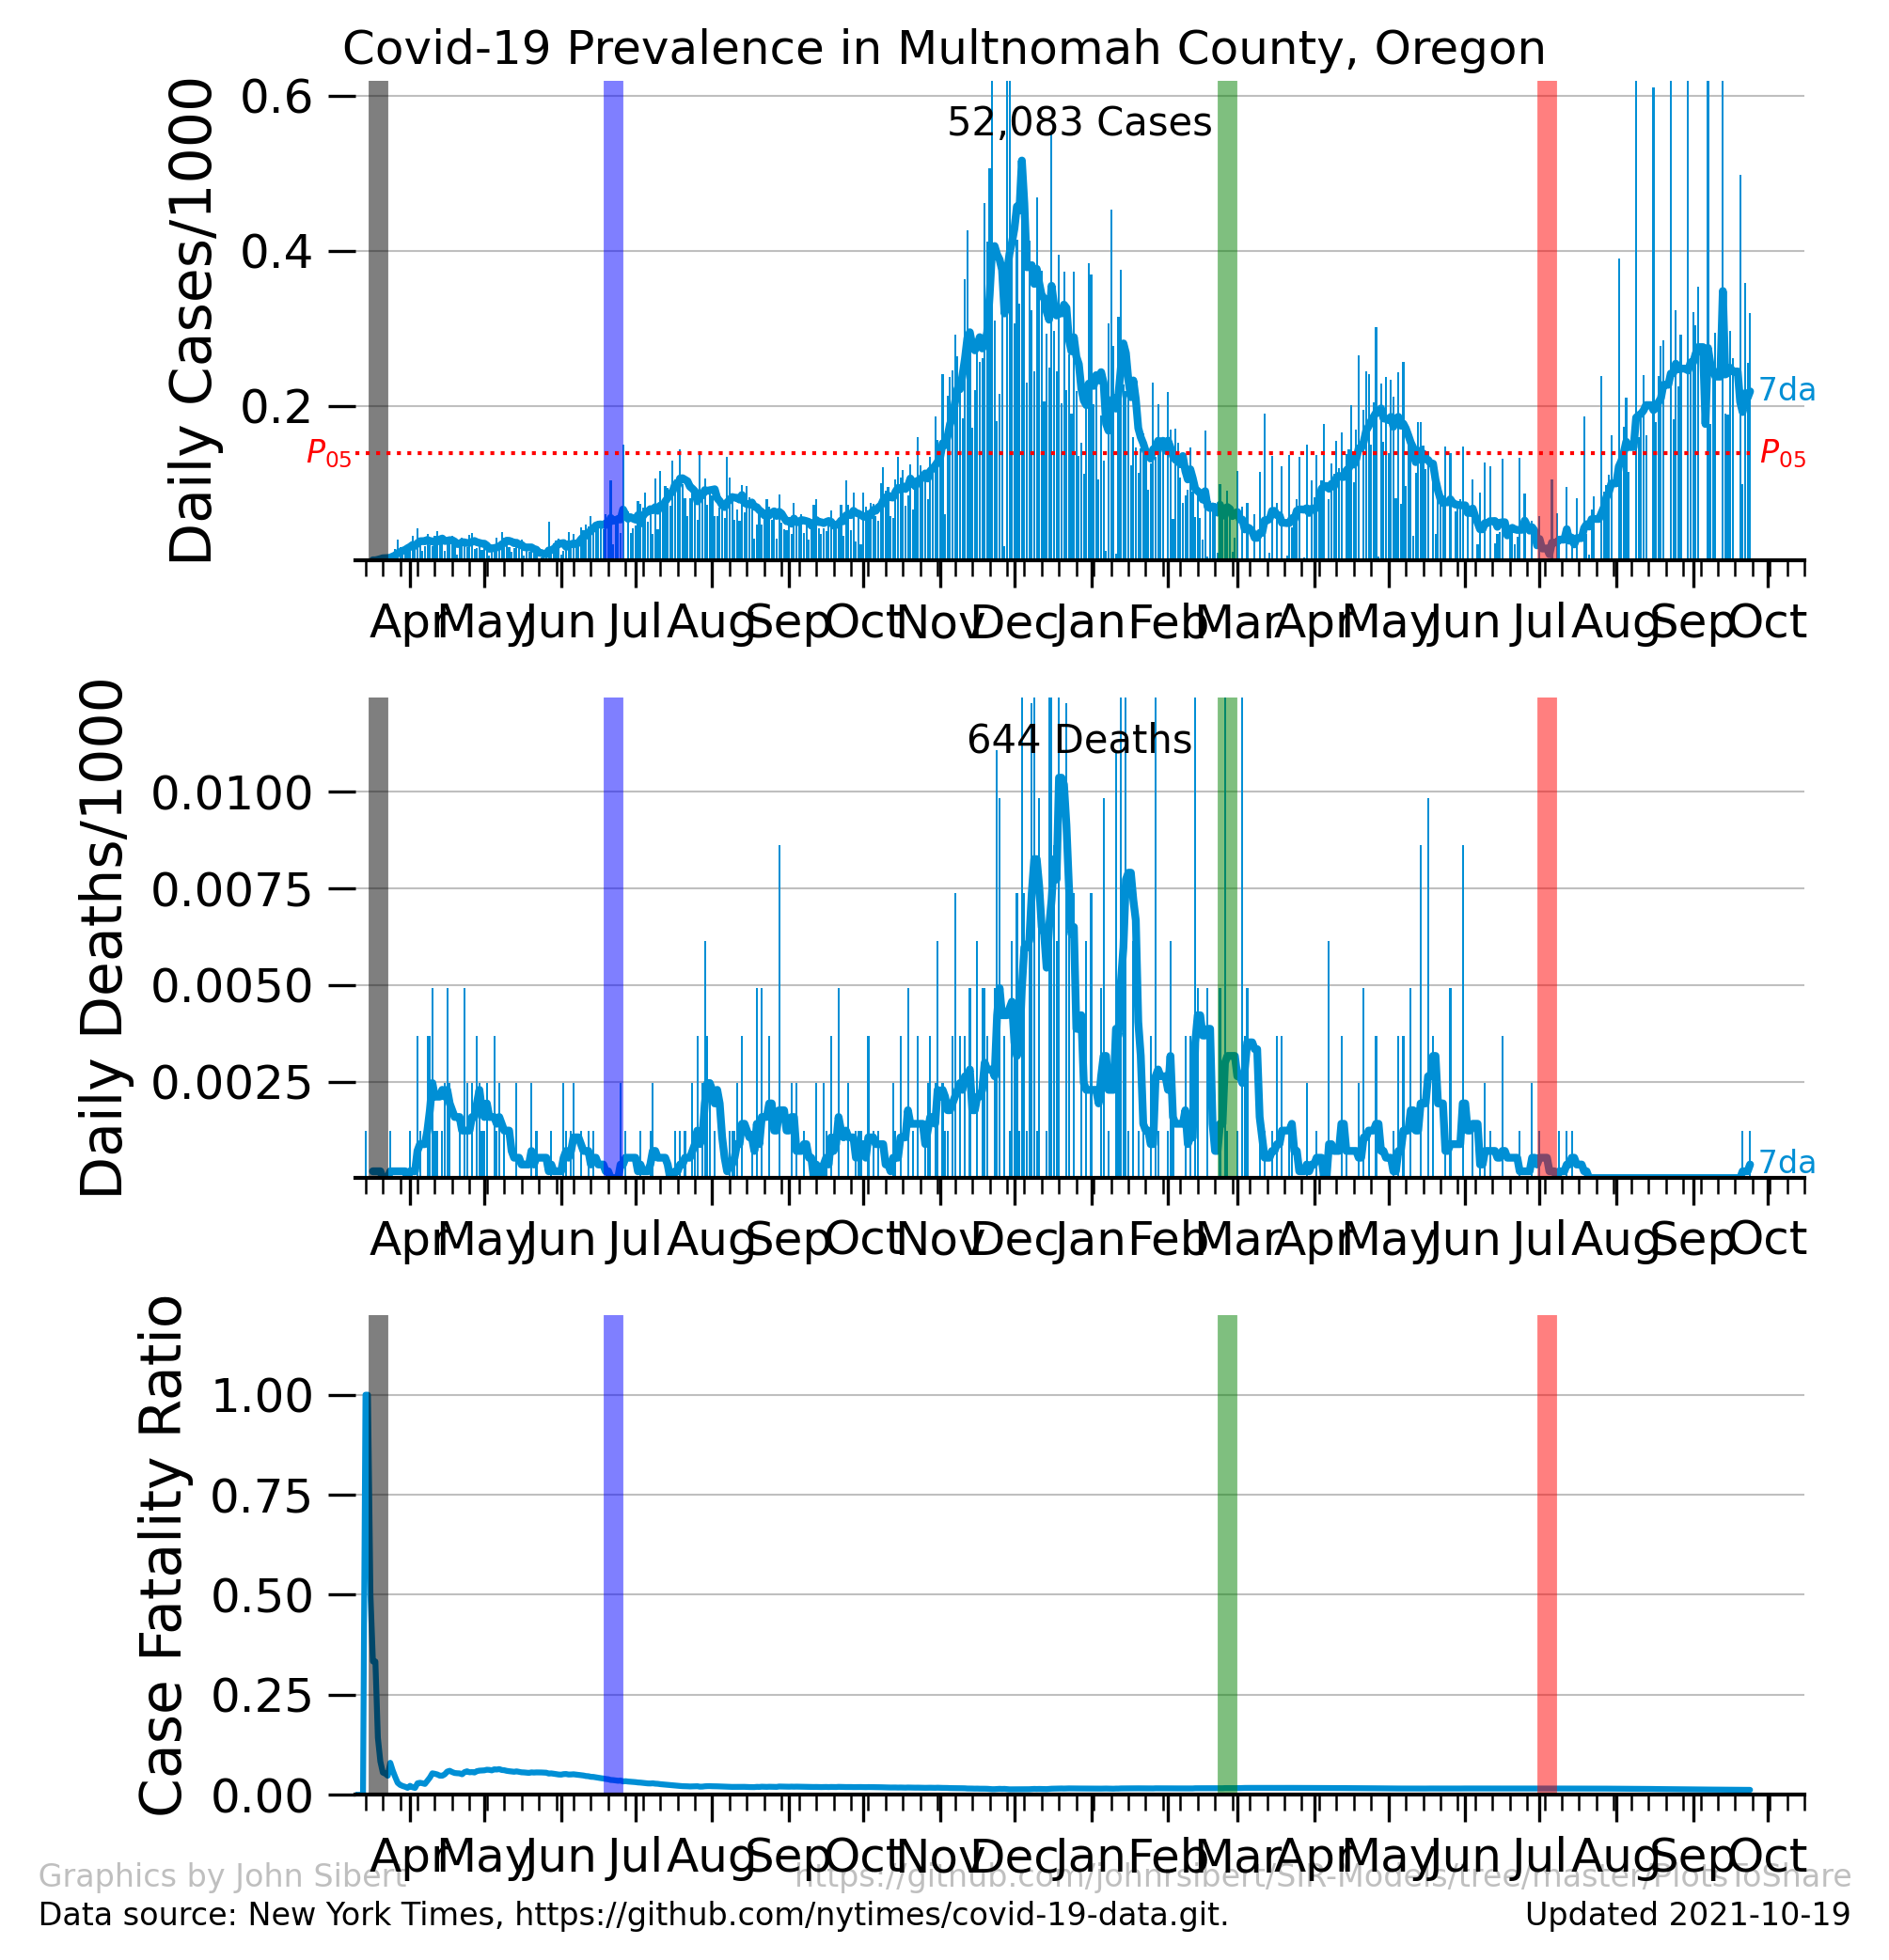 Covid-19 Prevalence in Multnomah County, Oregon
Daily Cases/1000
0.6
0.4
0.2
52,083 Cases
7da
P05
P05
Apr May Jun Jul Aug Sep Oct Nov Dec Jan Feb Mar Apr May Jun Jul Aug Sep Oct
Daily Deaths/1000
0.0100
0.0075
0.0050
0.0025
644 Deaths
7da
Apr May Jun Jul Aug Sep Oct Nov Dec Jan Feb Mar Apr May Jun Jul Aug Sep Oct
Case Fatality Ratio
1.00
0.75
0.50
0.25
0.00
Apr May Jun Jul Aug Sep Oct Nov Dec Jan Feb Mar Apr May Jun Jul Aug Sep Oct
Graphics by John Sibert
https://github.com/johnrsibert/SIR-Models/tree/master/PlotsToShare
Data source: New York Times, https://github.com/nytimes/covid-19-data.git.
Updated 2021-10-19